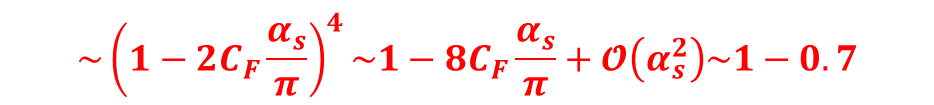 ~(1 − 2C_F α_s/π)^4 ~1 − 8C_F α_s/π + 𝒪(α_s^2)~1 − 0.7